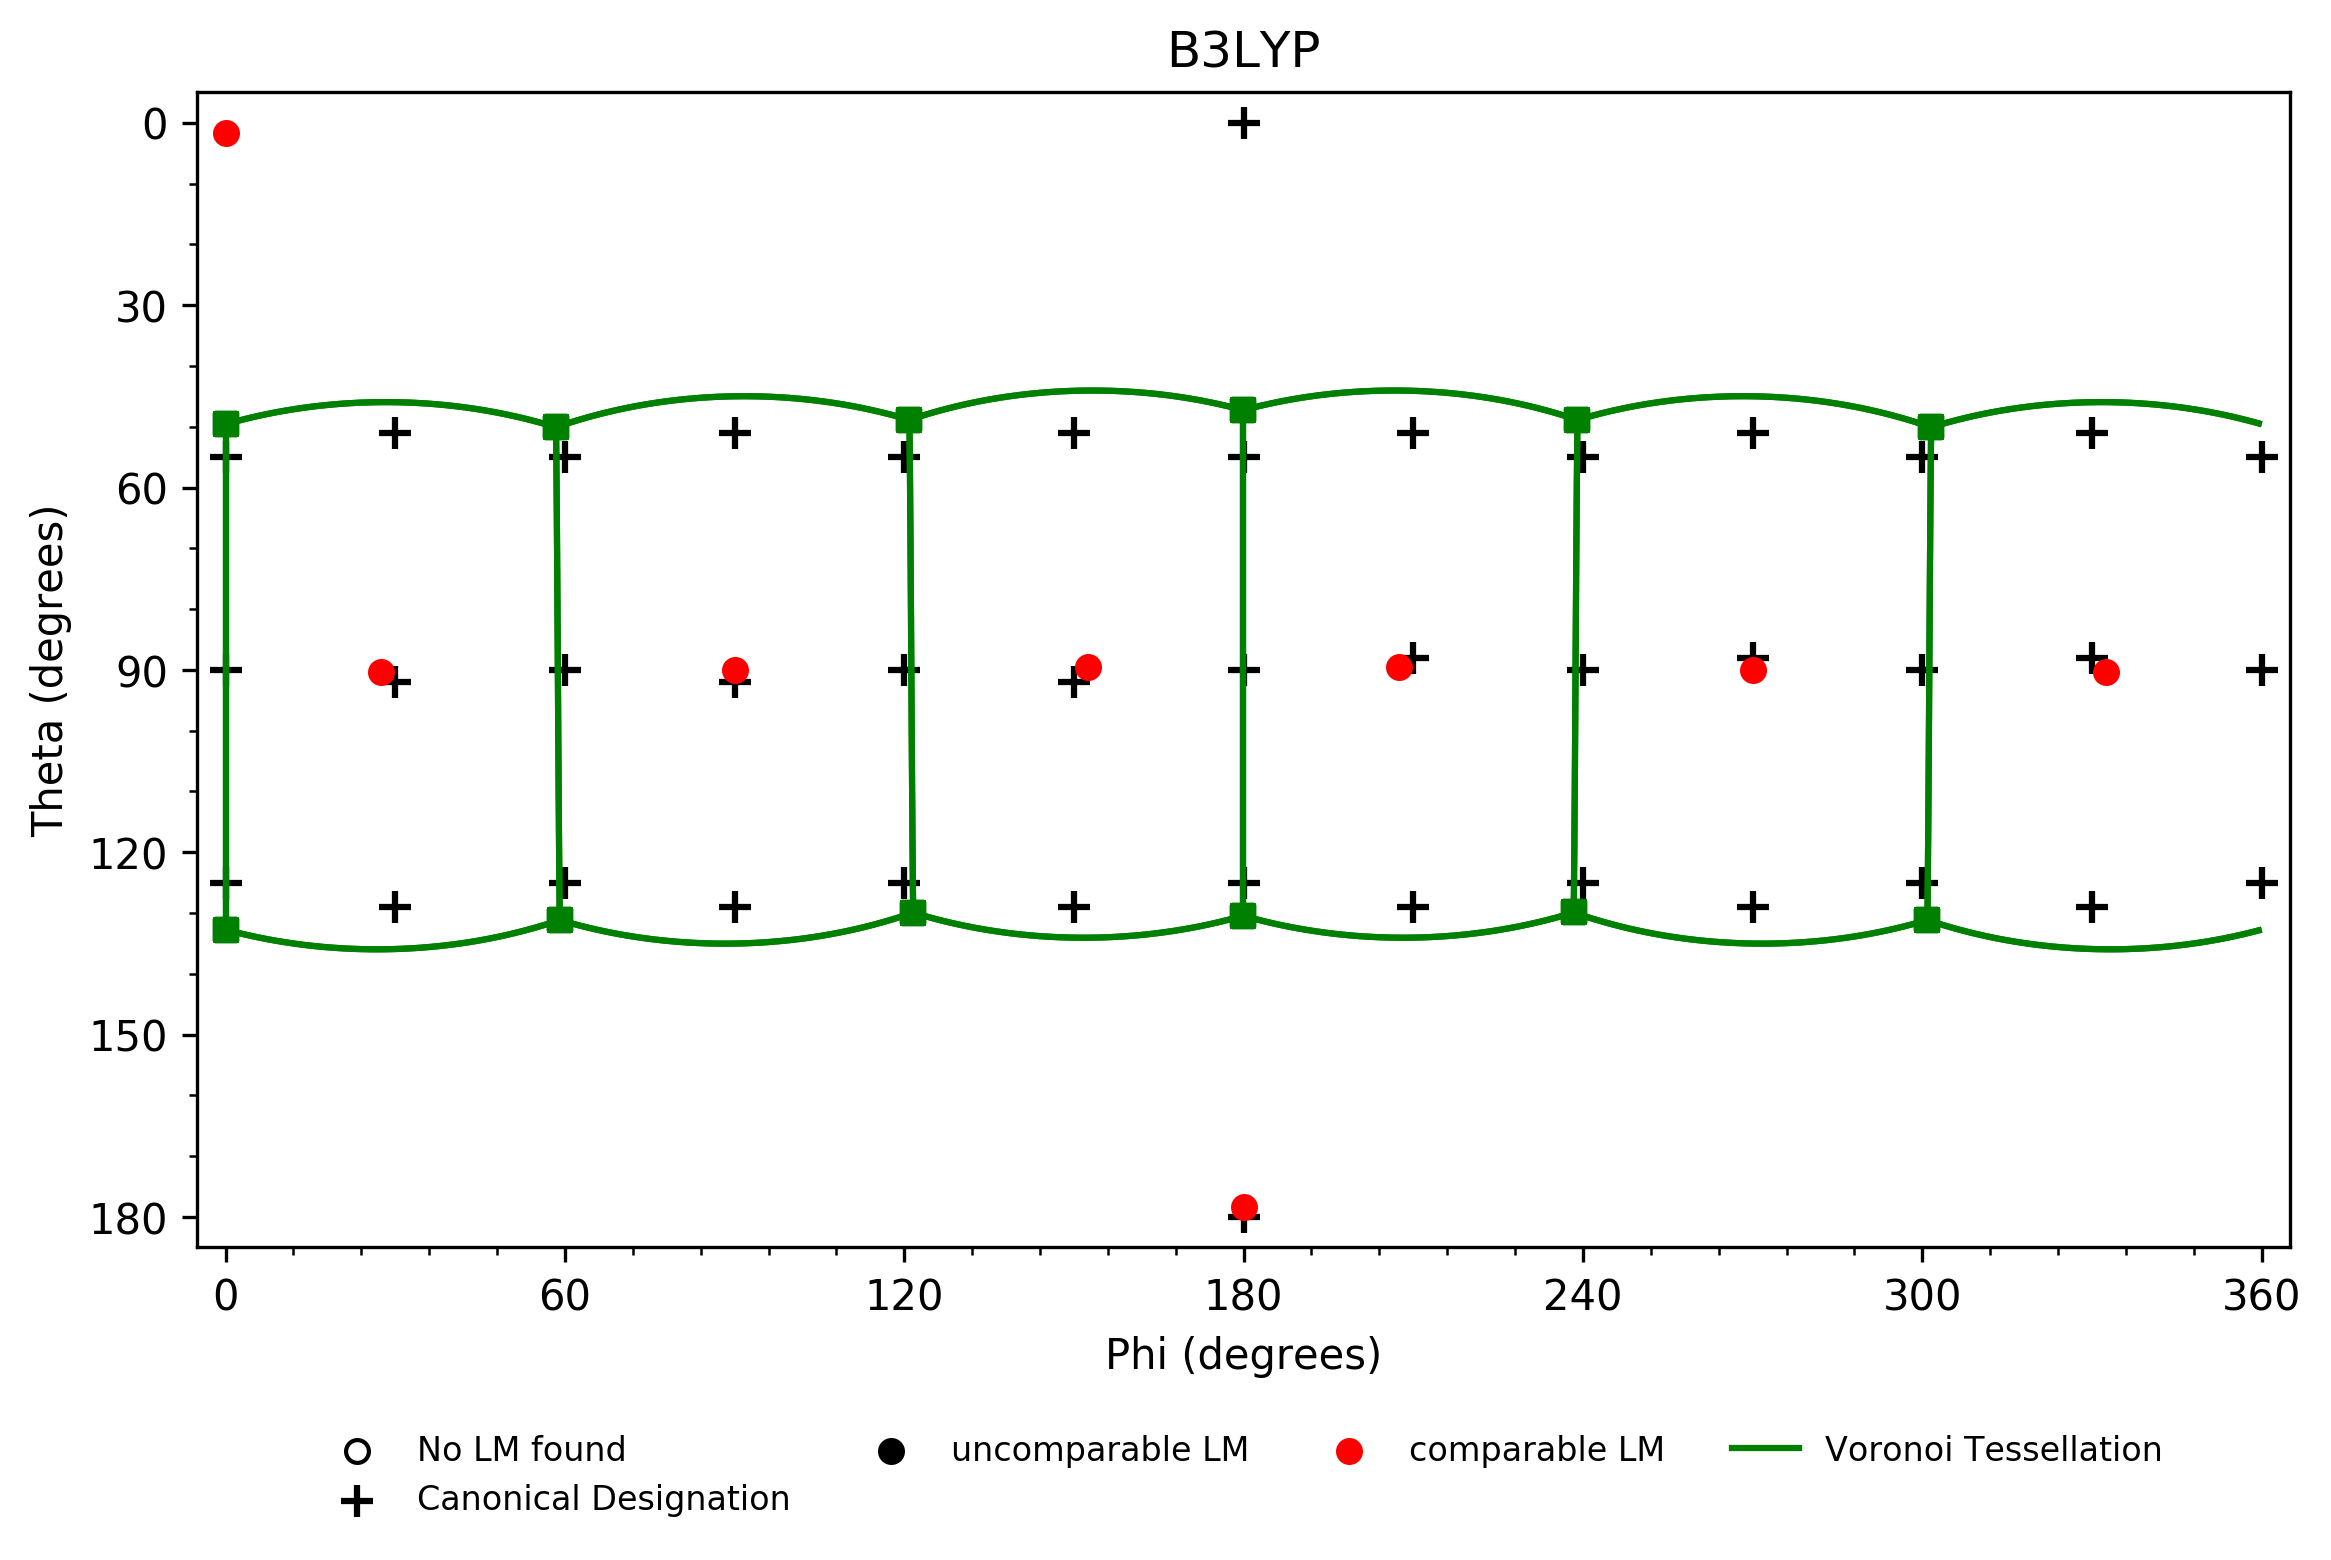 B3LYP
0
30
60
90
120
150
180
Theta (degrees)
0 60 120 180 240 300 360
Phi (degrees)
No LM found uncomparable LM comparable LM Voronoi Tessellation
Canonical Designation